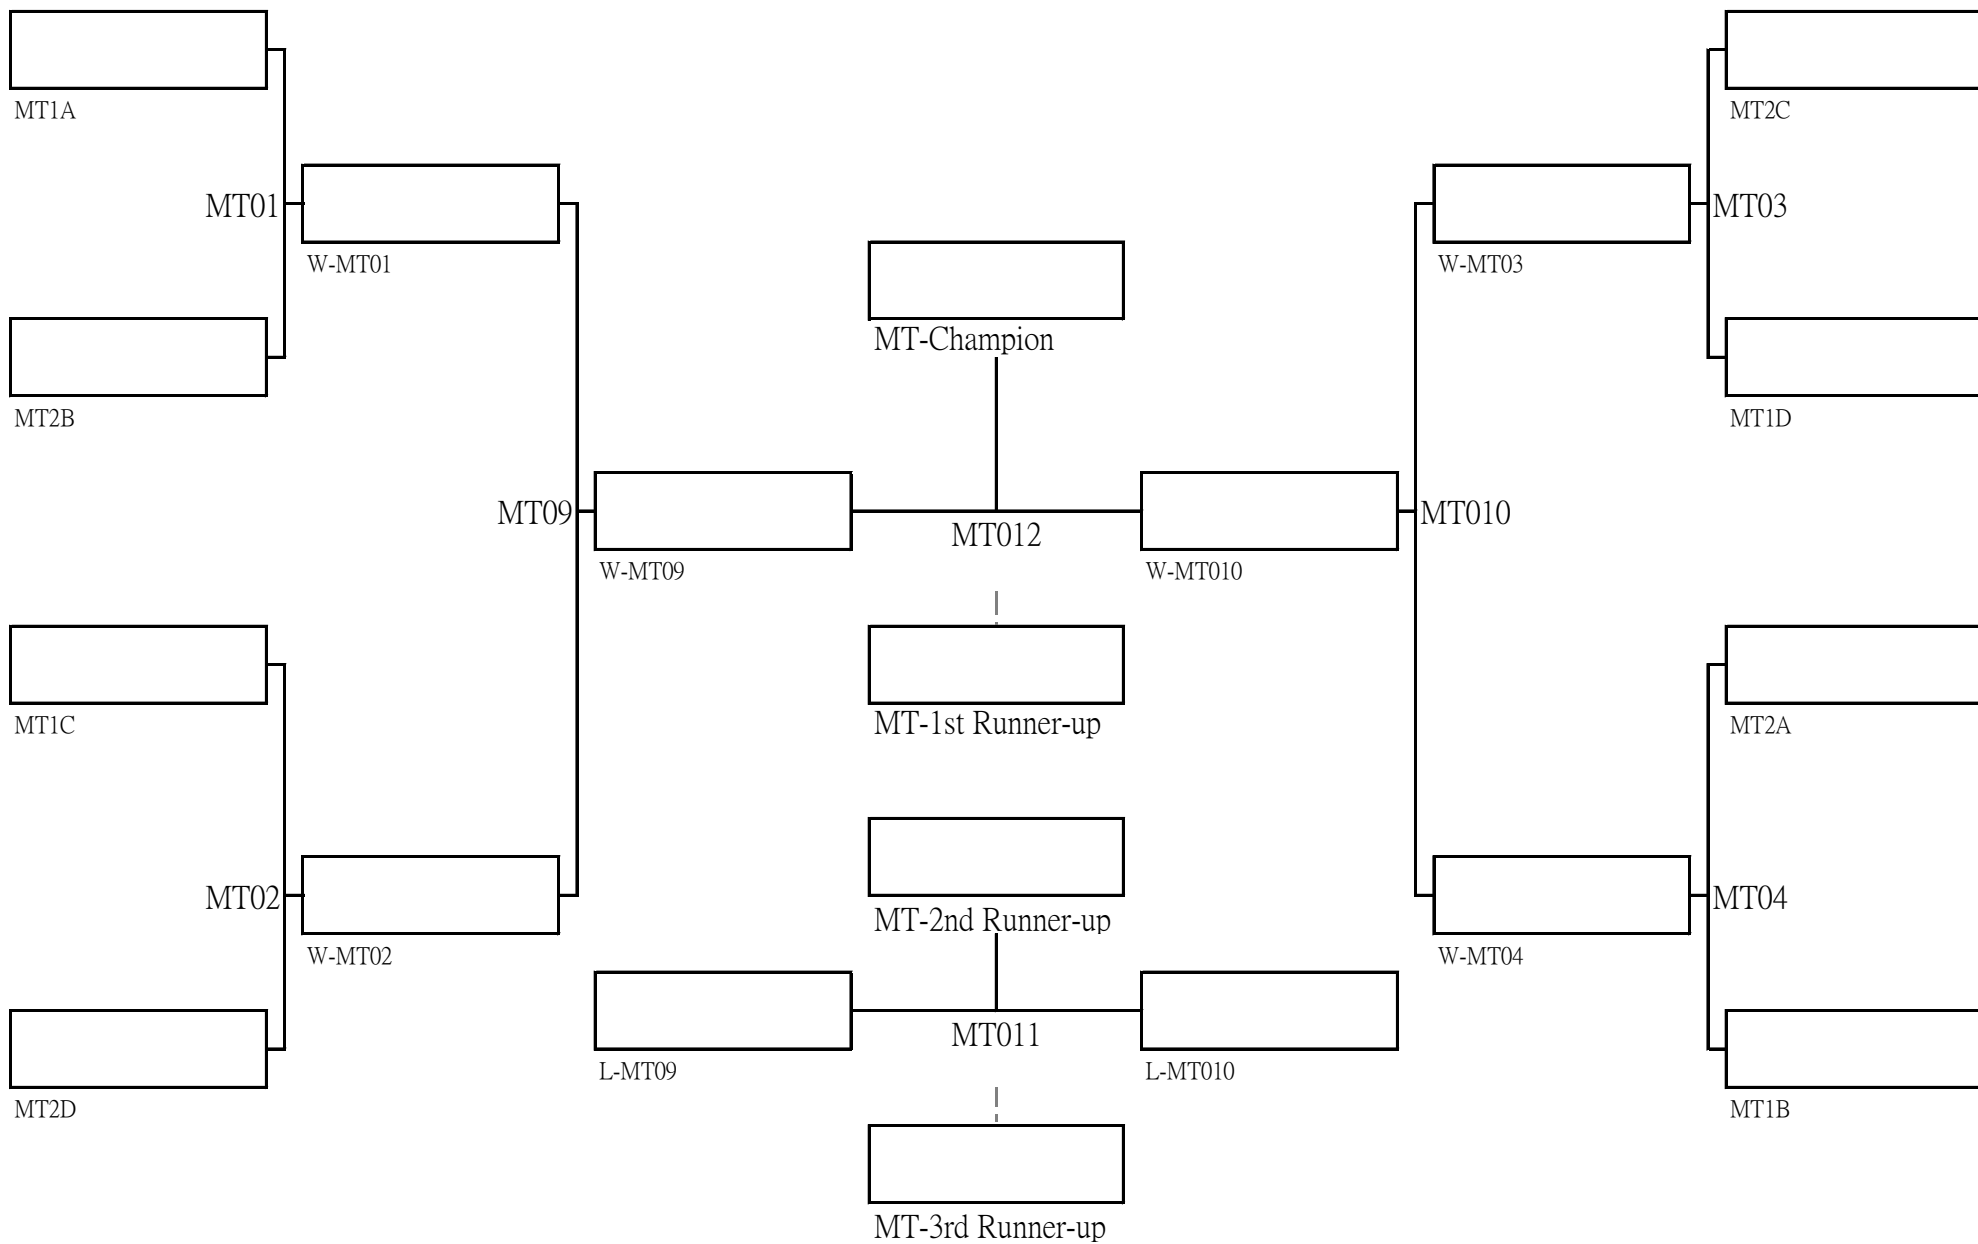 MT1A
MT2C
MT01
MT03
W-MT01
W-MT03
MT-Champion
MT2B
MT1D
MT09
MT010
MT012
W-MT09
W-MT010
MT1C
MT-1st Runner-up
MT2A
MT02
MT04
MT-2nd Runner-up
W-MT02
W-MT04
MT011
L-MT09
L-MT010
MT2D
MT1B
MT-3rd Runner-up